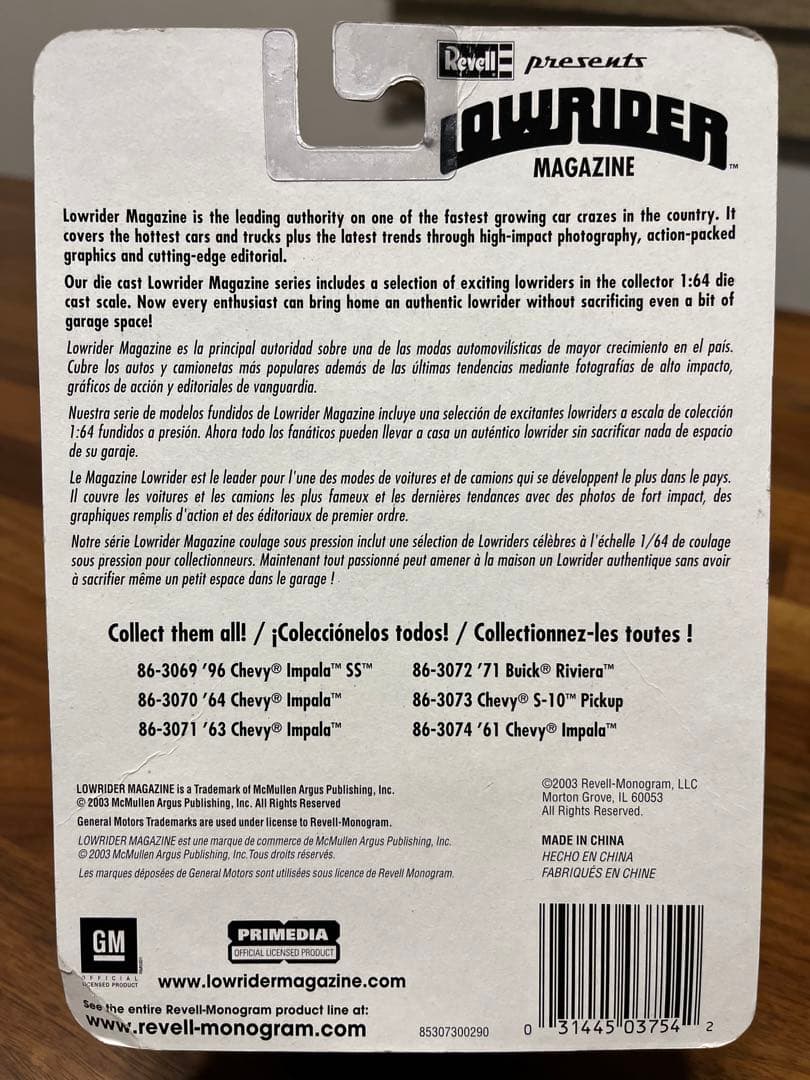 Revell presents
LOWRIDER™
MAGAZINE
Lowrider Magazine is the leading authority on one of the fastest growing car crazes in the country. It
covers the hottest cars and trucks plus the latest trends through high-impact photography, action-packed
graphics and cutting-edge editorial.
Our die cast Lowrider Magazine series includes a selection of exciting lowriders in the collector 1:64 die
cast scale. Now every enthusiast can bring home an authentic lowrider without sacrificing even a bit of
garage space!
Lowrider Magazine es la principal autoridad sobre una de las modas automovilísticas de mayor crecimiento en el país.
Cubre los autos y camionetas más populares además de las últimas tendencias mediante fotografías de alto impacto,
gráficos de acción y editoriales de vanguardia.
Nuestra serie de modelos fundidos de Lowrider Magazine incluye una selección de excitantes lowriders a escala de colección
1:64 fundidos a presión. Ahora todo los fanáticos pueden llevar a casa un auténtico lowrider sin sacrificar nada de espacio
de su garaje.
Le Magazine Lowrider est le leader pour l'une des modes de voitures et de camions qui se développent le plus dans le pays.
Il couvre les voitures et les camions les plus fameux et les dernières tendances avec des photos de fort impact, des
graphiques remplis d'action et des éditoriaux de premier ordre.
Notre série Lowrider Magazine coulage sous pression inclut une sélection de Lowriders célèbres à l'échelle 1/64 de coulage
sous pression pour collectionneurs. Maintenant tout passionné peut amener à la maison un Lowrider authentique sans avoir
à sacrifier même un petit espace dans le garage !
Collect them all! / ¡Colecciónelos todos! / Collectionnez-les toutes !
86-3069 '96 Chevy® Impala™ SS™
86-3070 '64 Chevy® Impala™
86-3071 '63 Chevy® Impala™
86-3072 '71 Buick® Riviera™
86-3073 Chevy® S-10™ Pickup
86-3074 '61 Chevy® Impala™
LOWRIDER MAGAZINE is a Trademark of McMullen Argus Publishing, Inc.
© 2003 McMullen Argus Publishing, Inc. All Rights Reserved
General Motors Trademarks are used under license to Revell-Monogram.
LOWRIDER MAGAZINE est une marque de commerce de McMullen Argus Publishing, Inc.
© 2003 McMullen Argus Publishing, Inc. Tous droits réservés.
Les marques déposées de General Motors sont utilisées sous licence de Revell Monogram.
©2003 Revell-Monogram, LLC
Morton Grove, IL 60053
All Rights Reserved.
MADE IN CHINA
HECHO EN CHINA
FABRIQUÉS EN CHINE
GM
OFFICIAL
LICENSED PRODUCT
PRIMEDIA
OFFICIAL LICENSED PRODUCT
www.lowridermagazine.com
See the entire Revell-Monogram product line at:
www.revell-monogram.com
85307300290
0 31445 03754 2